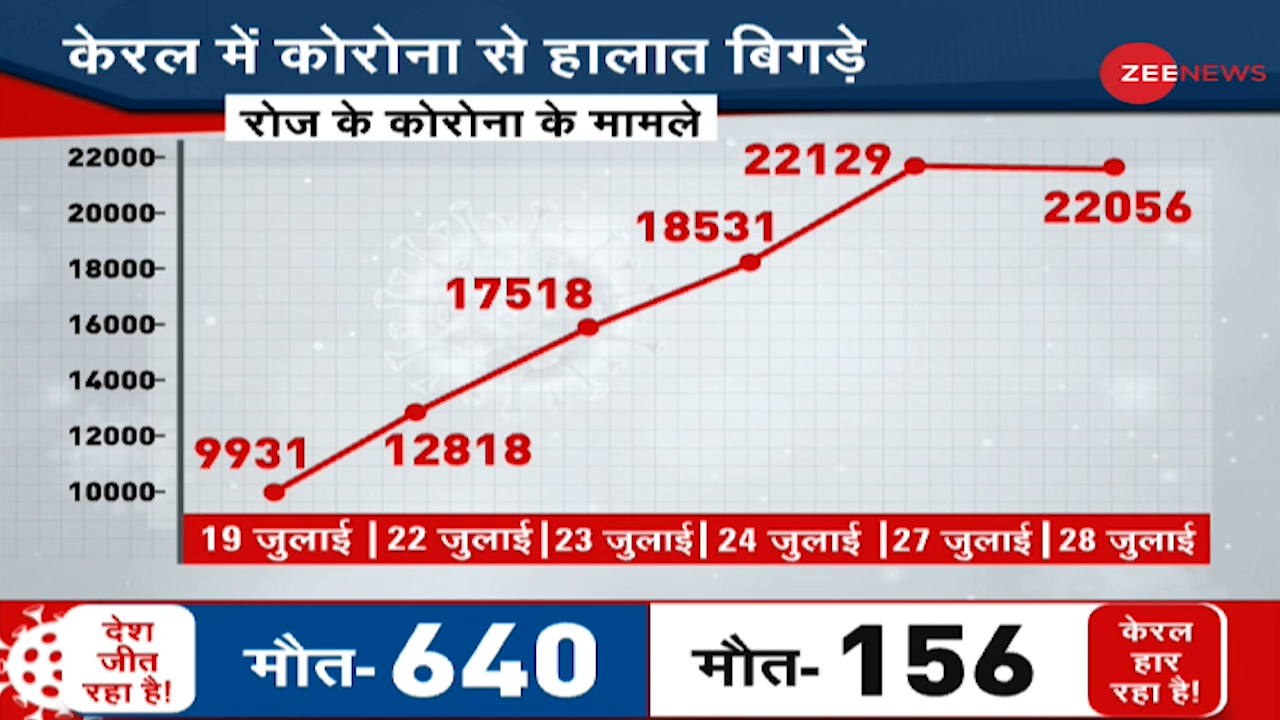 केरल में कोरोना से हालात बिगड़े
ZEENEWS
रोज के कोरोना के मामले
22000
20000
18000
16000
14000
12000
10000
9931
12818
17518
18531
22129
22056
19 जुलाई | 22 जुलाई | 23 जुलाई | 24 जुलाई | 27 जुलाई | 28 जुलाई
देश
जीत
रहा है!
मौत- 640
मौत- 156
केरल
हार
रहा है!